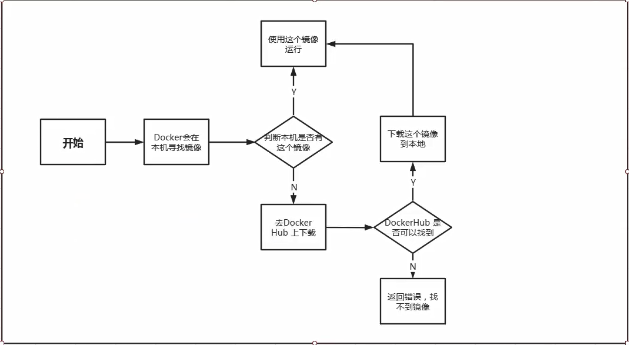 使用这个镜像
运行
Y
开始
Docker会在
本机寻找镜像
判断本机是否有
这个镜像
下载这个镜像
到本地
N
Y
去Docker
Hub 上下载
DockerHub 是
否可以找到
N
返回错误，找
不到镜像